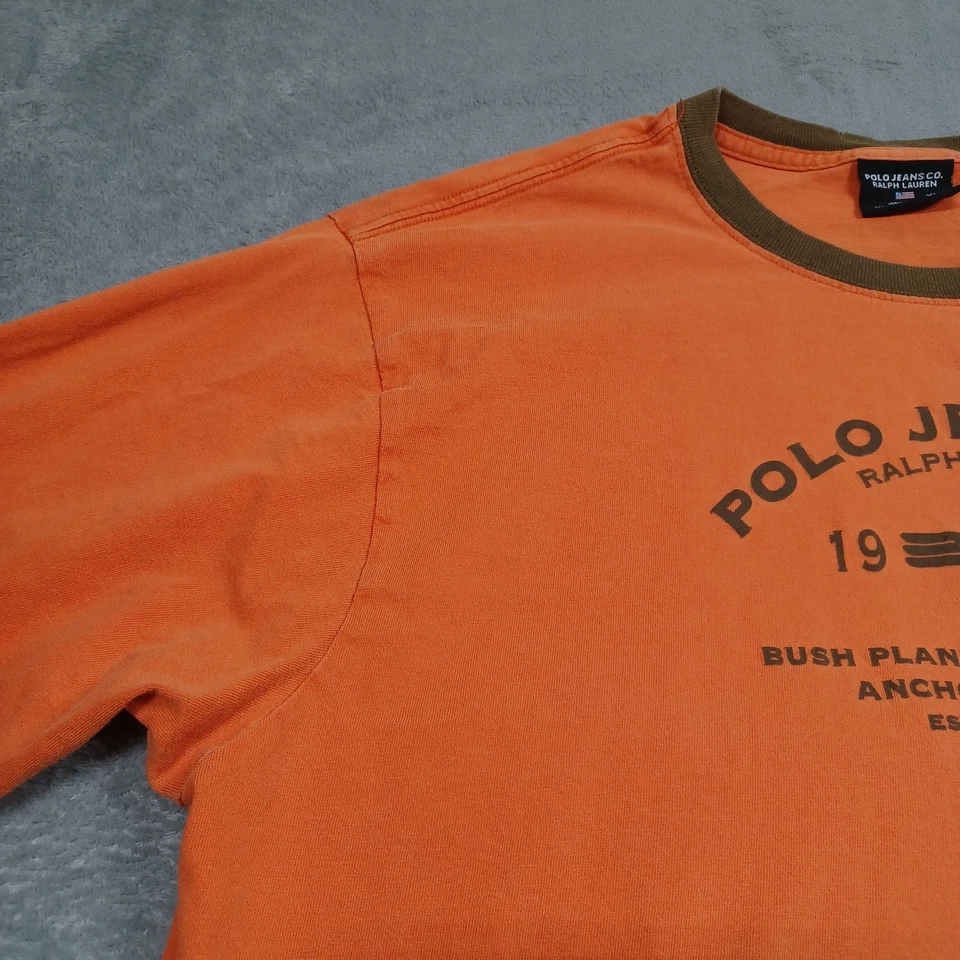 POLO JEANS CO.
RALPH LAUREN
POLO JE
RALPH
19
BUSH PLAN
ANCHO
ES